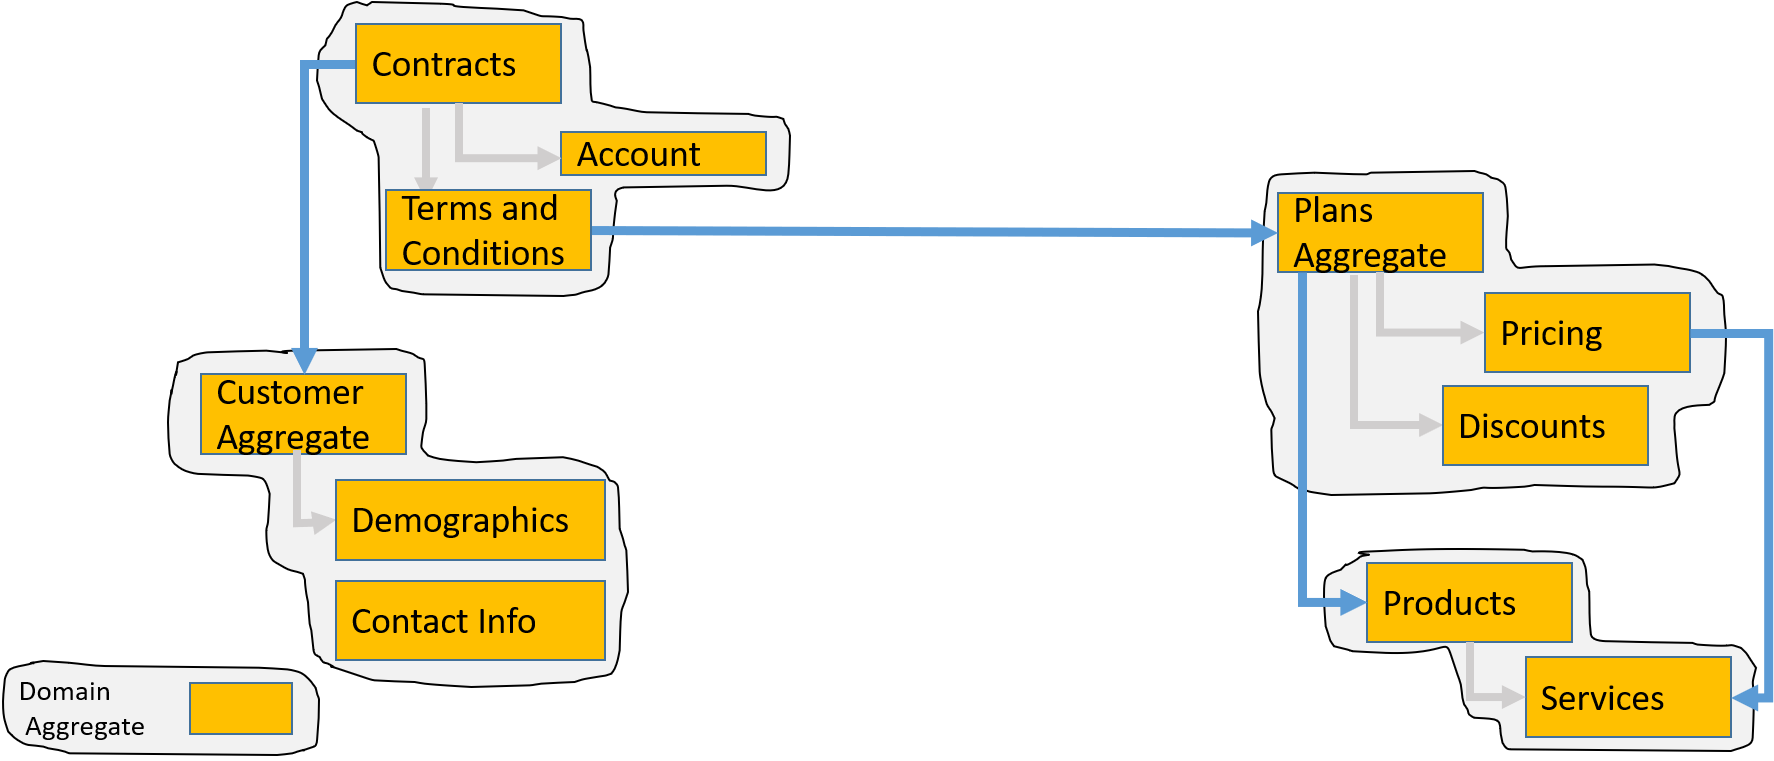 Contracts
Account
Terms and
Conditions
Plans
Aggregate
Pricing
Discounts
Customer
Aggregate
Demographics
Contact Info
Products
Services
Domain
Aggregate